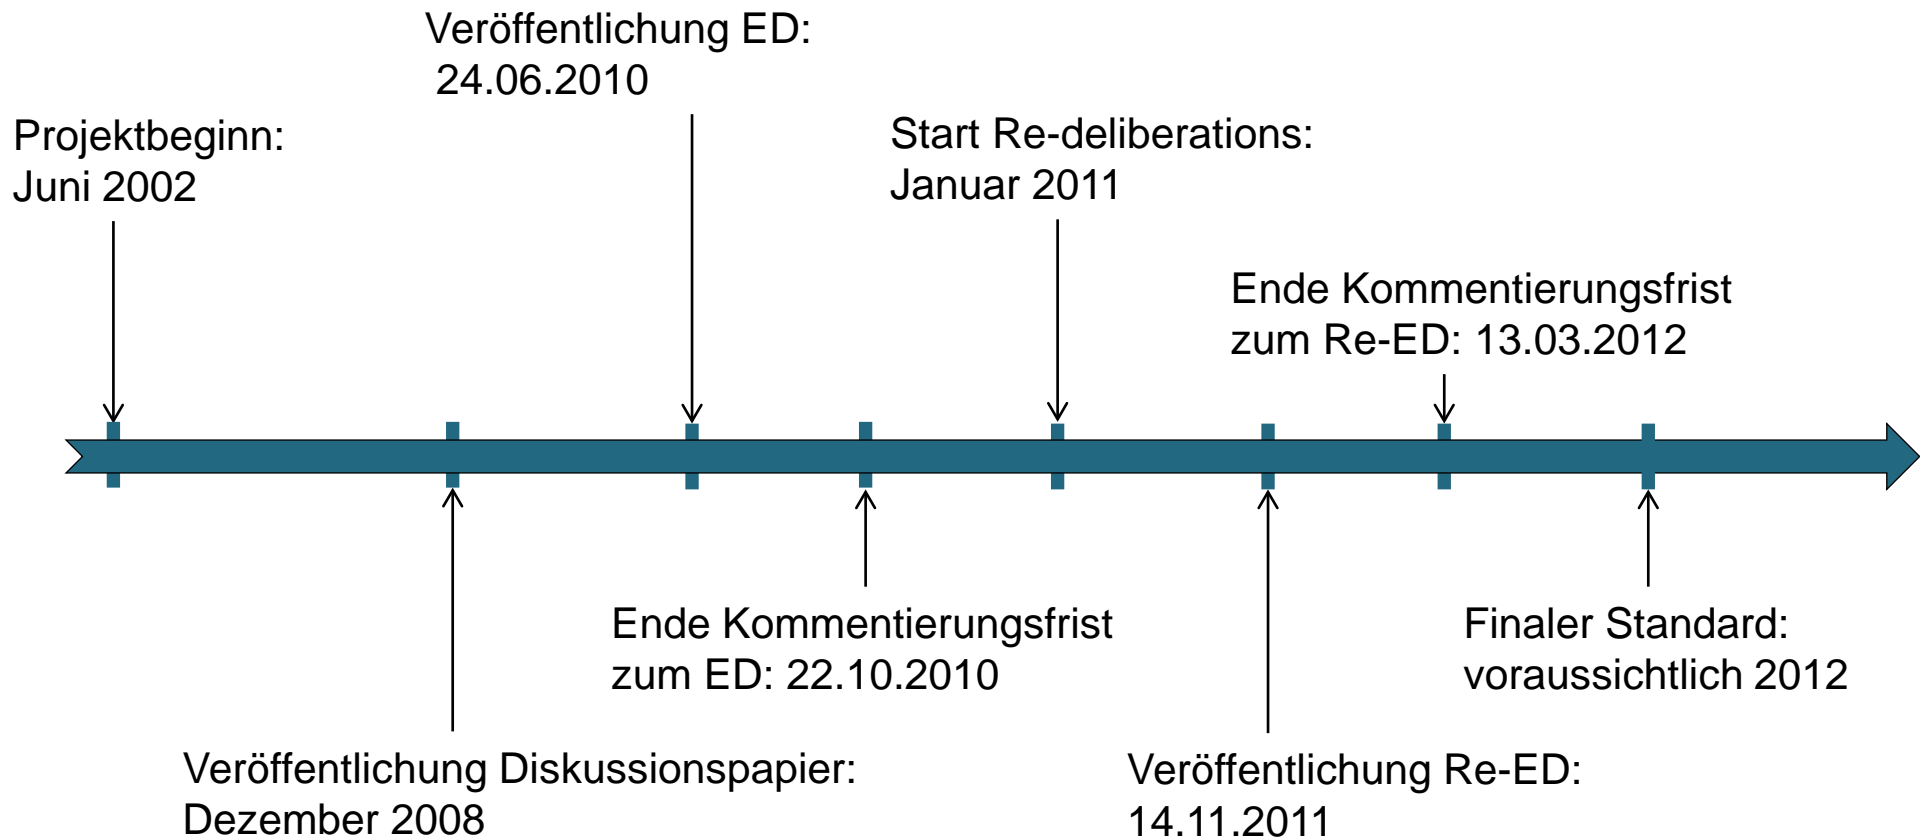 Veröffentlichung ED:
24.06.2010
Projektbeginn:
Juni 2002
Start Re-deliberations:
Januar 2011
Ende Kommentierungsfrist
zum Re-ED: 13.03.2012
Ende Kommentierungsfrist
zum ED: 22.10.2010
Finaler Standard:
voraussichtlich 2012
Veröffentlichung Diskussionspapier:
Dezember 2008
Veröffentlichung Re-ED:
14.11.2011